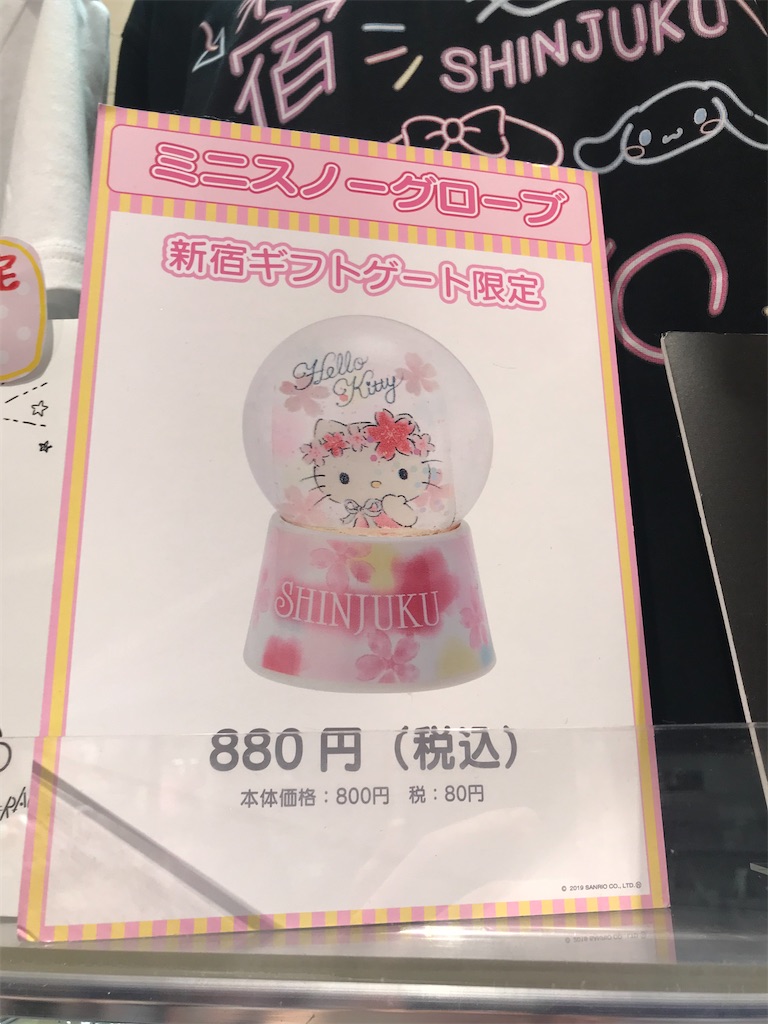 宿
SHINJUKU
ミニスノーグローブ
新宿ギフトゲート限定
Hello
Kitty
SHINJUKU
880円（税込）
本体価格：800円　税：80円
© 2019 SANRIO CO., LTD.